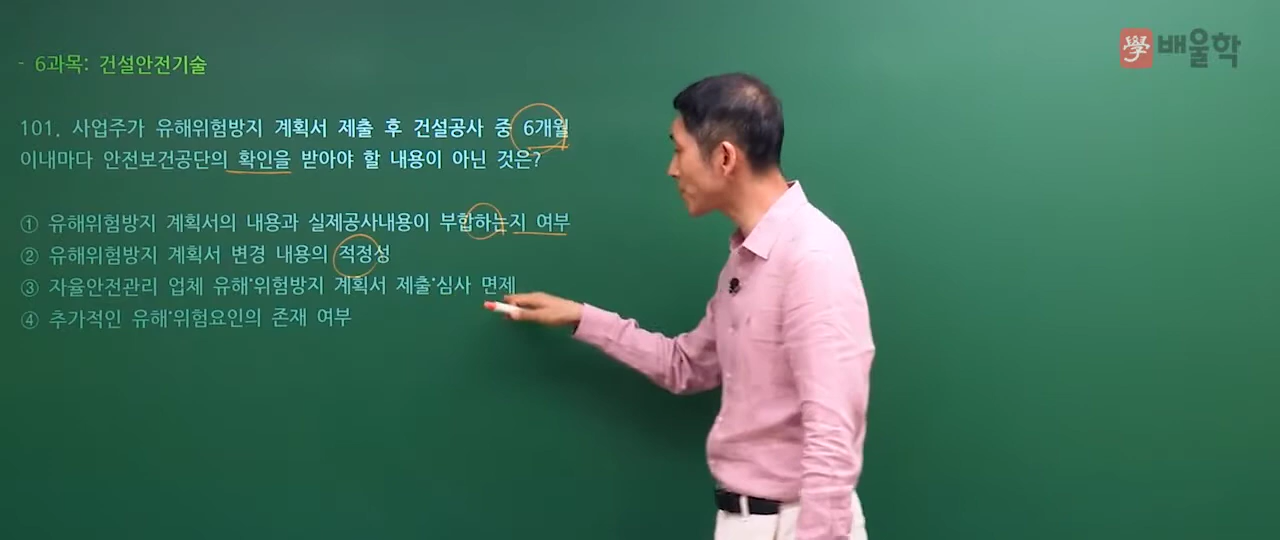 學 배울학
- 6과목: 건설안전기술
101. 사업주가 유해위험방지 계획서 제출 후 건설공사 중 6개월
이내마다 안전보건공단의 확인을 받아야 할 내용이 아닌 것은?
① 유해위험방지 계획서의 내용과 실제공사내용이 부합하는지 여부
② 유해위험방지 계획서 변경 내용의 적정성
③ 자율안전관리 업체 유해·위험방지 계획서 제출·심사 면제
④ 추가적인 유해·위험요인의 존재 여부